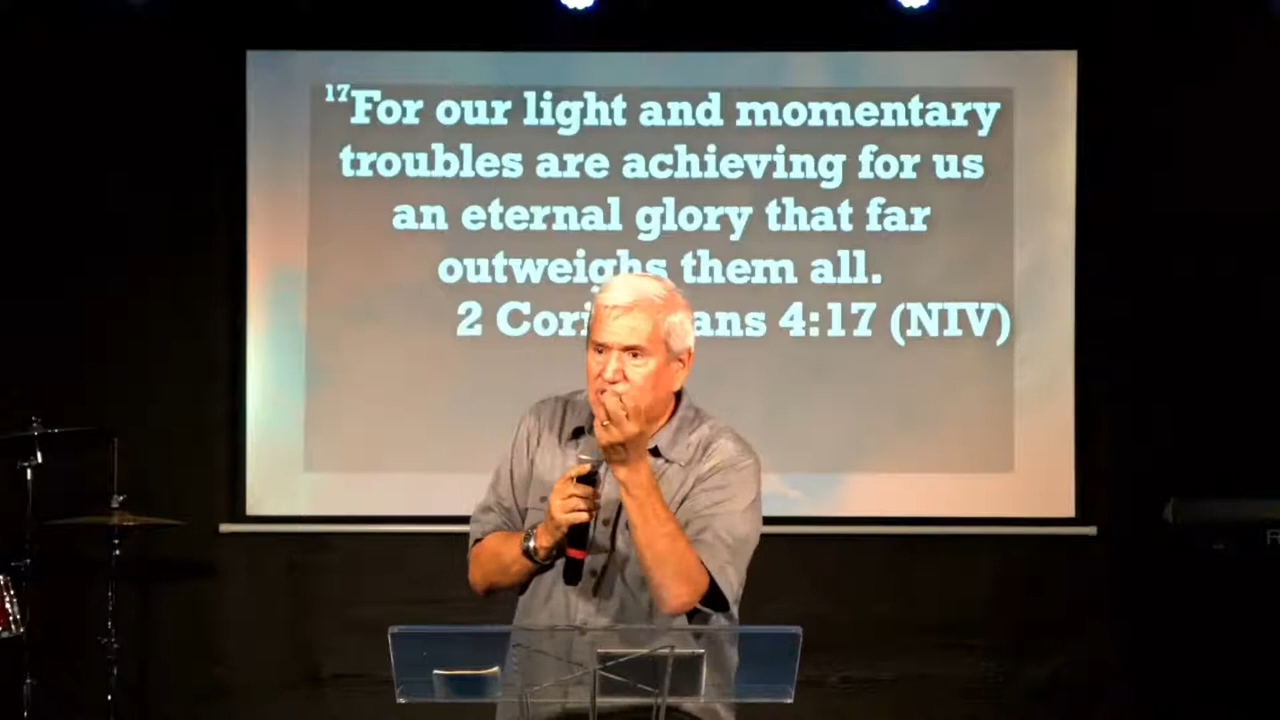 17For our light and momentary
troubles are achieving for us
an eternal glory that far
outweighs them all.
2 4:17 (NIV)